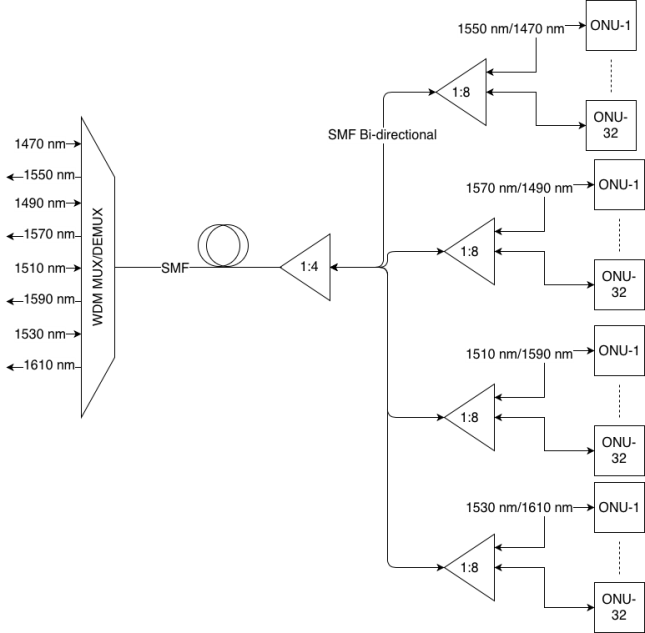 1470 nm
1550 nm
1490 nm
1570 nm
1510 nm
1590 nm
1530 nm
1610 nm
WDM MUX/DEMUX
SMF
1:4
SMF Bi-directional
1550 nm/1470 nm
1:8
ONU-1
ONU-
32
1570 nm/1490 nm
1:8
ONU-1
ONU-
32
1510 nm/1590 nm
1:8
ONU-1
ONU-
32
1530 nm/1610 nm
1:8
ONU-1
ONU-
32